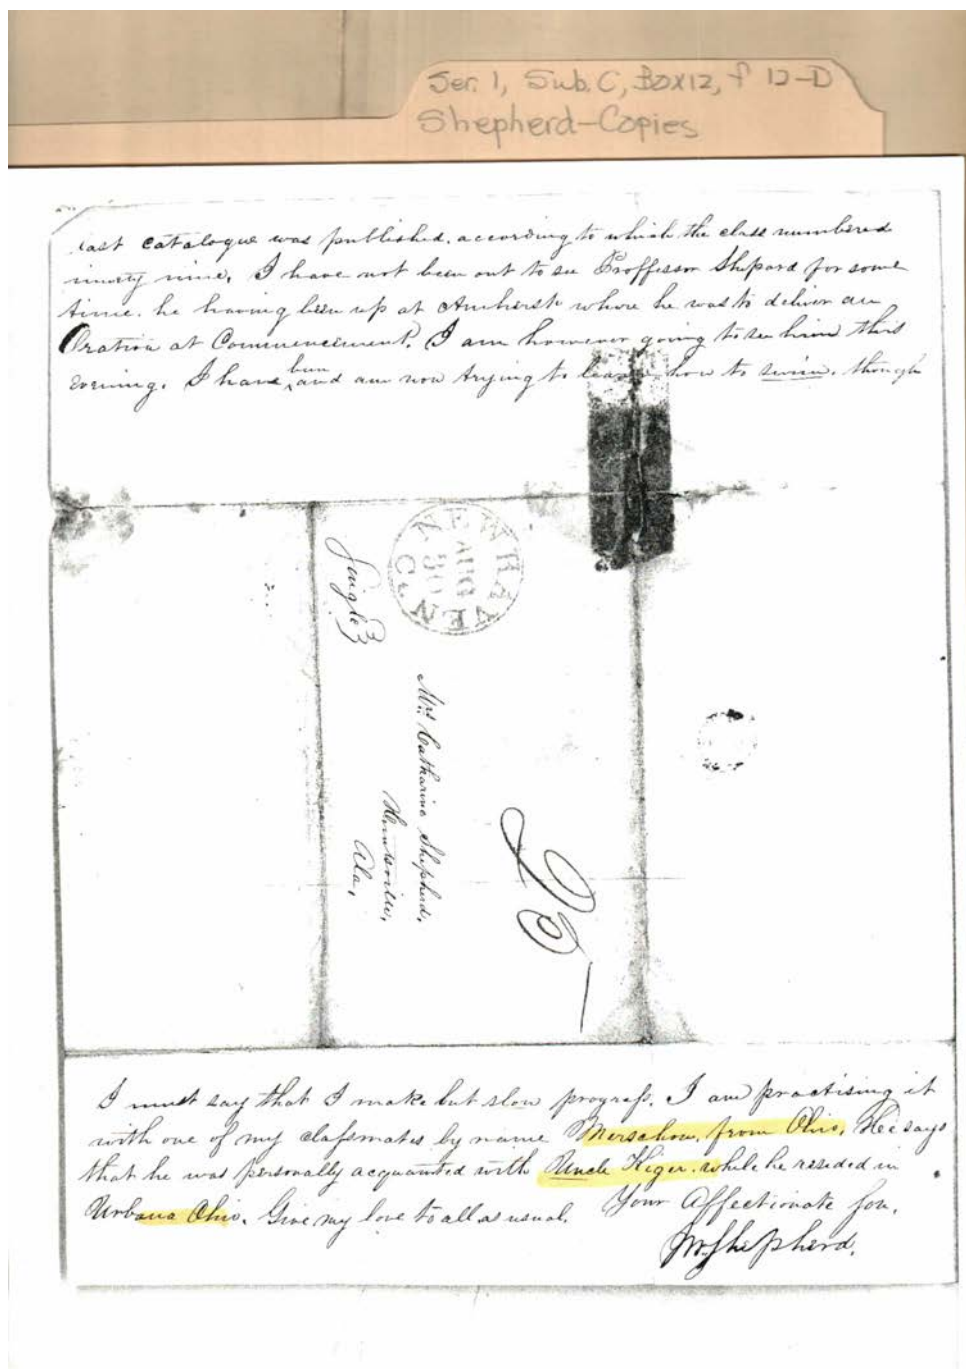 Ser. 1, Sub. C, Box 12, f 12-D
Shepherd-Copies
last catalogue was published. according to which the class numbered
ninety nine. I have not been out to see Proffessor Shepard for some
time. he having been up at Amherst where he was to deliver an
Oration at Commencement. I am however going to see him this
evening. I have been and am now trying to learn how to swim. though
NEW HAVEN
AUG
30
Ct.
Single
Mrs Catharine Shepherd,
Huntsville,
Ala.
25
I must say that I make but slow progress. I am practising it
with one of my classmates by name Merschow, from Ohio. He says
that he was personally acquanted with Uncle Kiger. while he resided in
Urbana Ohio. Give my love to all as usual.
Your Affectionate Son,
Shepherd.